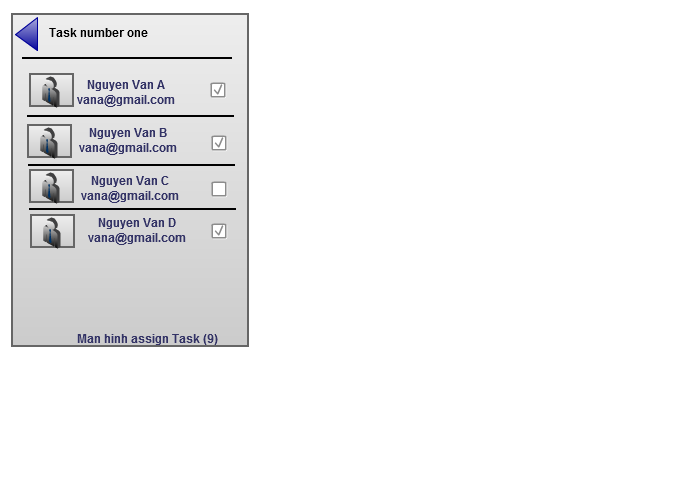 Task number one
Nguyen Van A
vana@gmail.com
Nguyen Van B
vana@gmail.com
Nguyen Van C
vana@gmail.com
Nguyen Van D
vana@gmail.com
Man hinh assign Task (9)